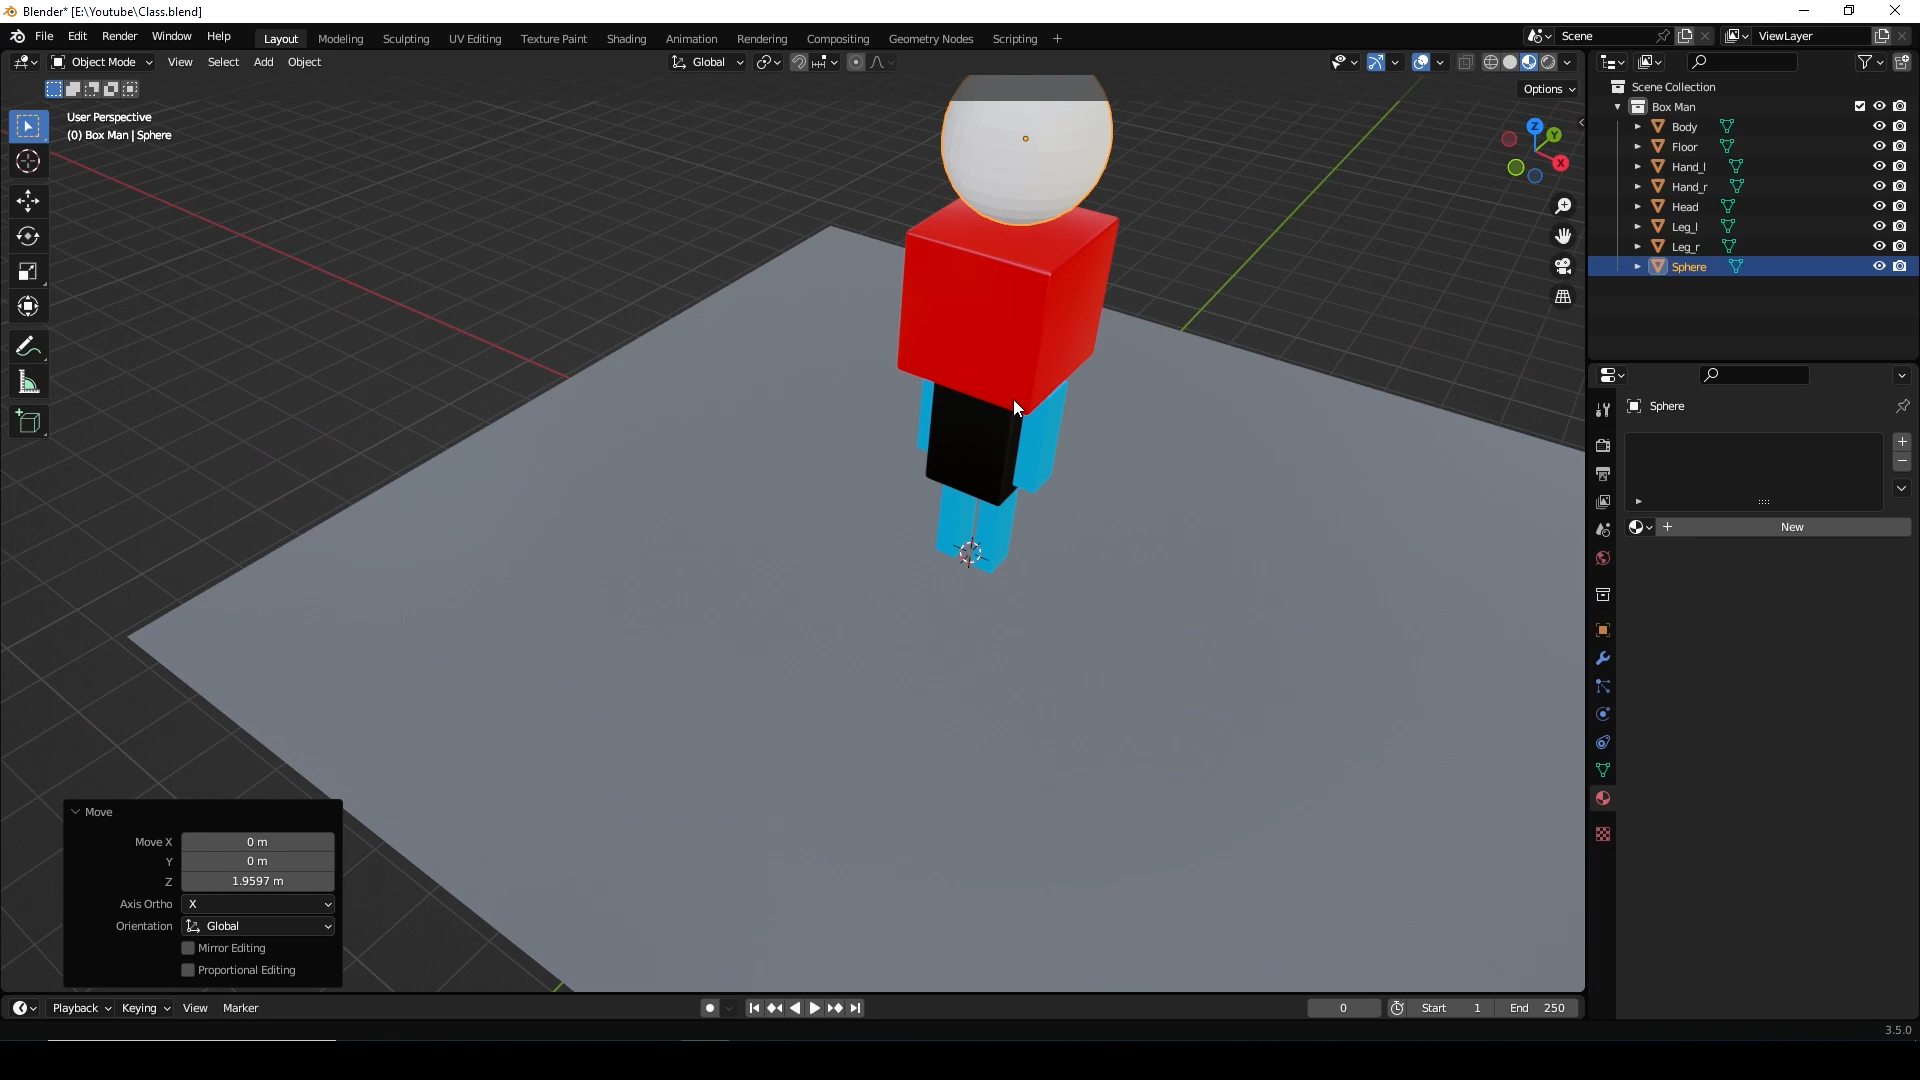 Blender* [E:\Youtube\Class.blend]
File Edit Render Window Help
Layout Modeling Sculpting UV Editing Texture Paint Shading Animation Rendering Compositing Geometry Nodes Scripting +
Scene
ViewLayer
Object Mode View Select Add Object
Global
Options
User Perspective
(0) Box Man | Sphere
Z
Y
X
Scene Collection
Box Man
Body
Floor
Hand_l
Hand_r
Head
Leg_l
Leg_r
Sphere
Sphere
New
Move
Move X 0 m
Y 0 m
Z 1.9597 m
Axis Ortho X
Orientation Global
Mirror Editing
Proportional Editing
Playback Keying View Marker
0
Start 1
End 250
3.5.0